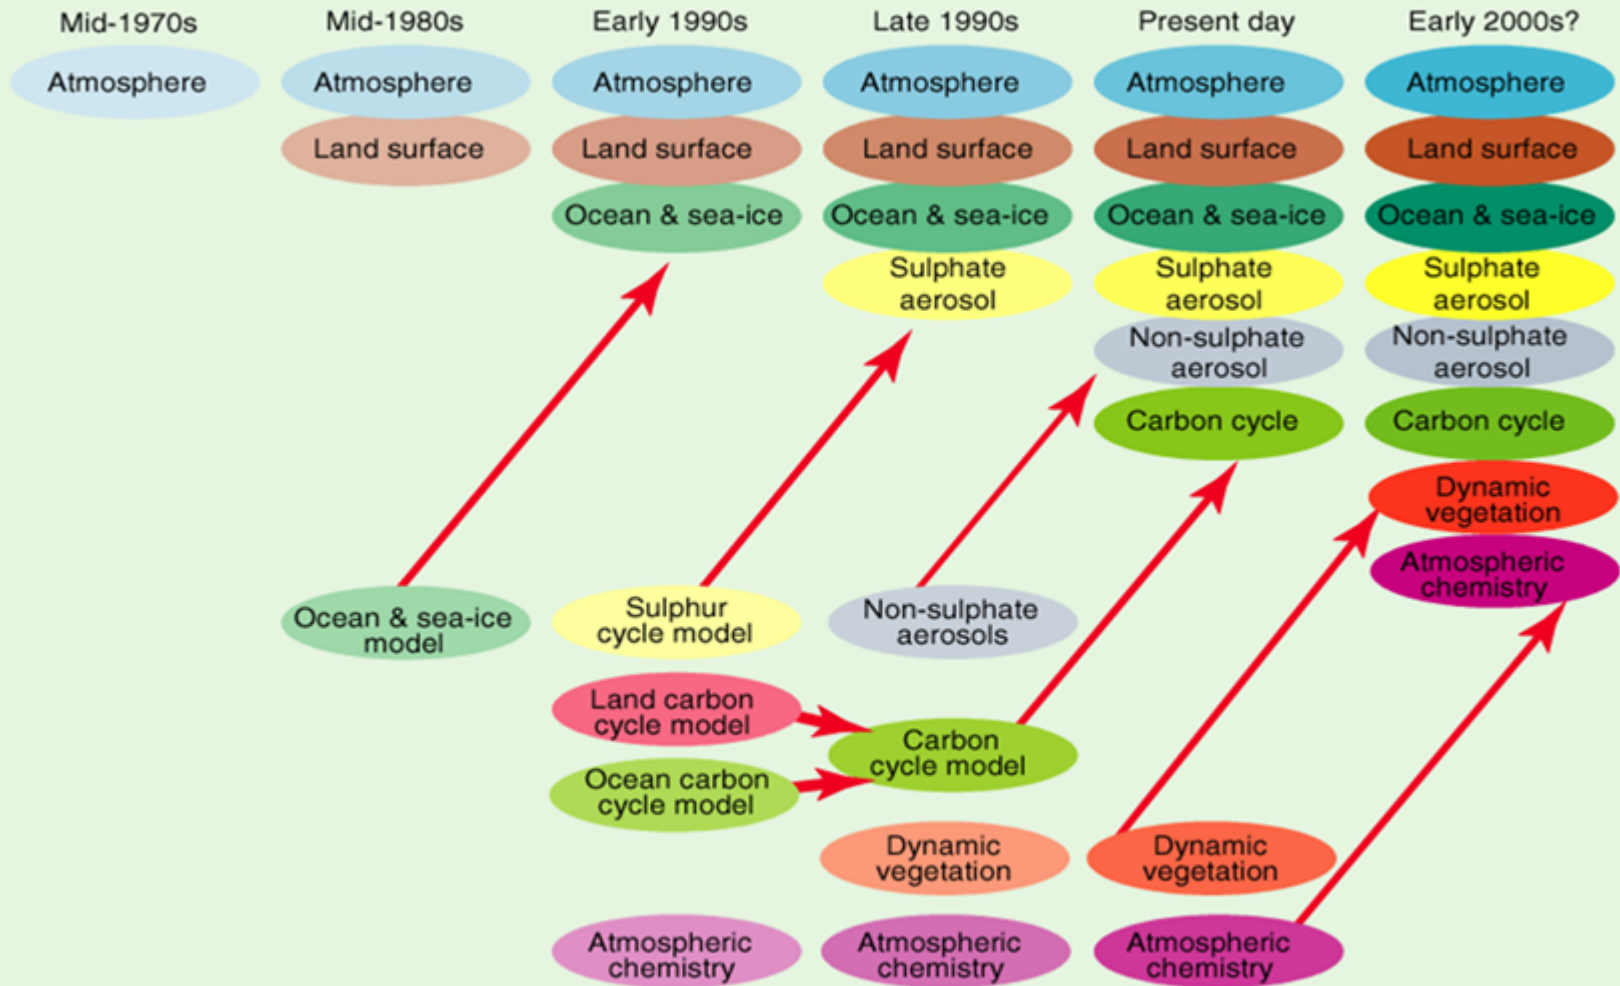 Mid-1970s
Mid-1980s
Early 1990s
Late 1990s
Present day
Early 2000s?
Atmosphere
Atmosphere
Atmosphere
Atmosphere
Atmosphere
Atmosphere
Land surface
Land surface
Land surface
Land surface
Land surface
Ocean & sea-ice
Ocean & sea-ice
Ocean & sea-ice
Ocean & sea-ice
Sulphate
aerosol
Sulphate
aerosol
Sulphate
aerosol
Non-sulphate
aerosol
Non-sulphate
aerosol
Carbon cycle
Carbon cycle
Dynamic
vegetation
Atmospheric
chemistry
Ocean & sea-ice
model
Sulphur
cycle model
Non-sulphate
aerosols
Land carbon
cycle model
Carbon
cycle model
Ocean carbon
cycle model
Dynamic
vegetation
Dynamic
vegetation
Atmospheric
chemistry
Atmospheric
chemistry
Atmospheric
chemistry